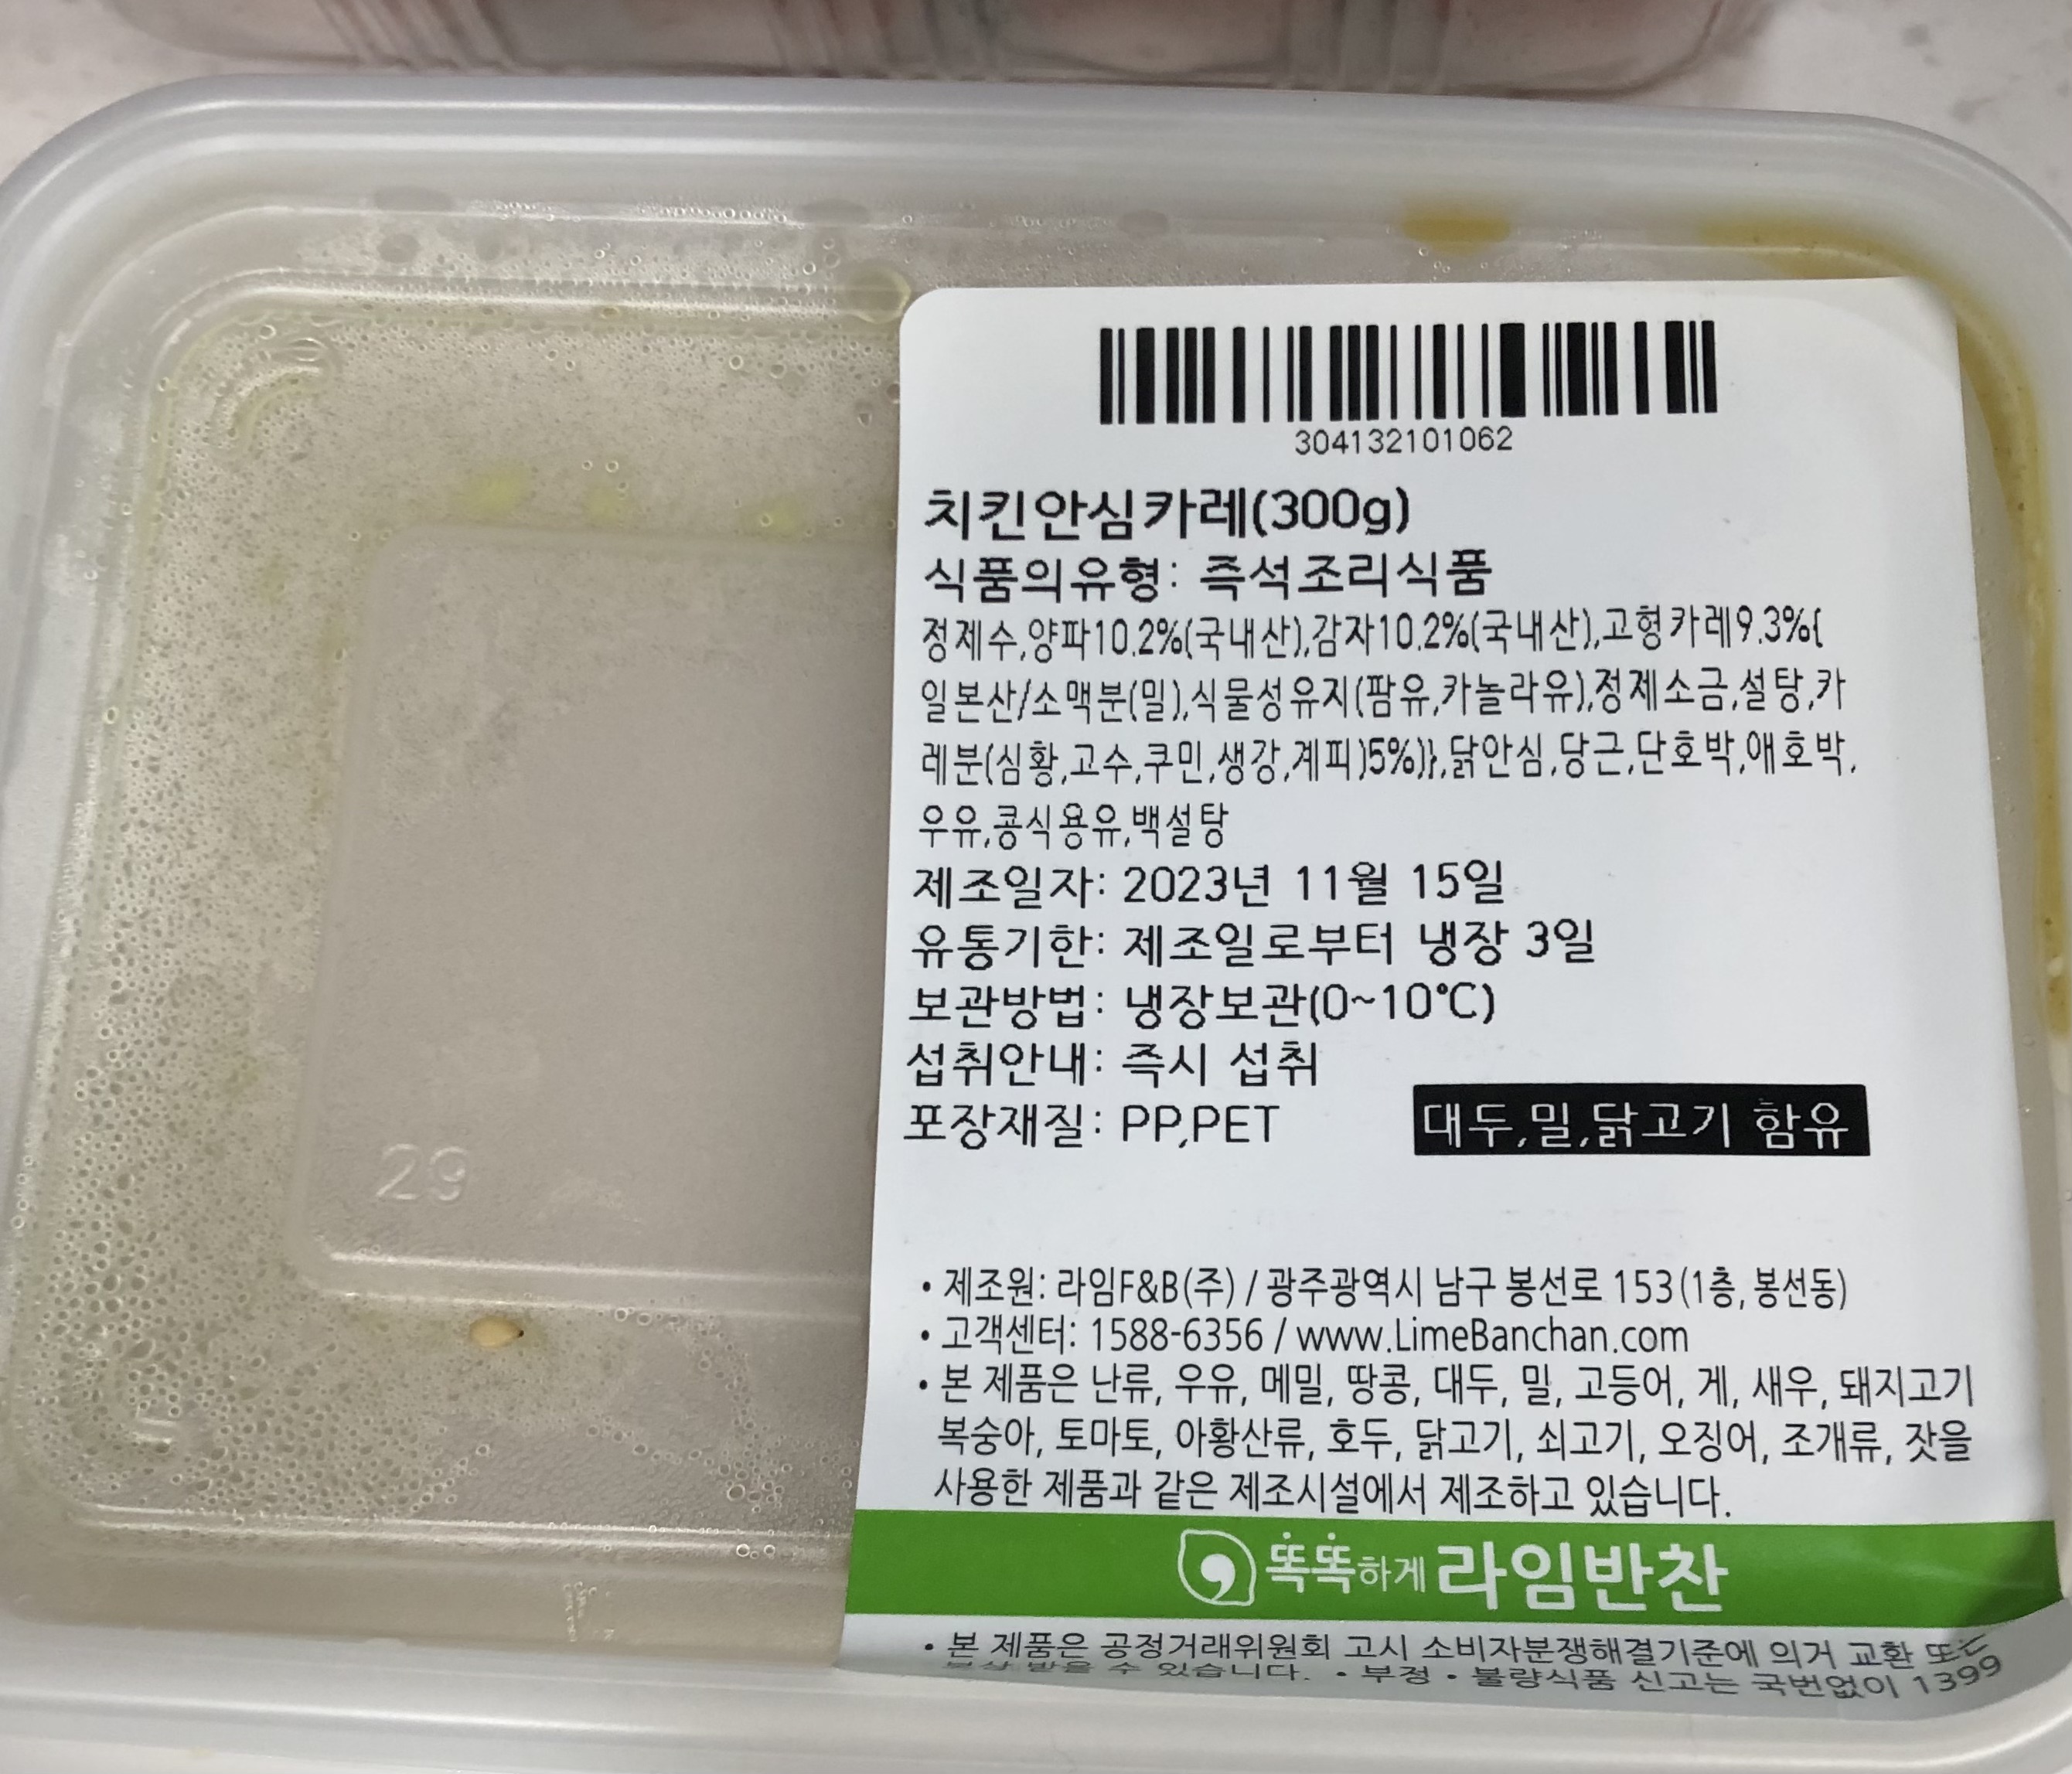 304132101062
치킨안심카레(300g)
식품의유형: 즉석조리식품
정제수,양파10.2%(국내산),감자10.2%(국내산),고형카레9.3%{
일본산/소맥분(밀),식물성유지(팜유,카놀라유),정제소금,설탕,카
레분(심황,고수,쿠민,생강,계피)5%)},닭안심,당근,단호박,애호박,
우유,콩식용유,백설탕
제조일자: 2023년 11월 15일
유통기한: 제조일로부터 냉장 3일
보관방법: 냉장보관(0~10℃)
섭취안내: 즉시 섭취
포장재질: PP,PET
대두,밀,닭고기 함유
29
• 제조원: 라임F&B(주) / 광주광역시 남구 봉선로 153 (1층, 봉선동)
• 고객센터: 1588-6356 / www.LimeBanchan.com
• 본 제품은 난류, 우유, 메밀, 땅콩, 대두, 밀, 고등어, 게, 새우, 돼지고기
복숭아, 토마토, 아황산류, 호두, 닭고기, 쇠고기, 오징어, 조개류, 잣을
사용한 제품과 같은 제조시설에서 제조하고 있습니다.
똑똑하게 라임반찬
• 본 제품은 공정거래위원회 고시 소비자분쟁해결기준에 의거 교환 또는
보상 받을 수 있습니다. • 부정 • 불량식품 신고는 국번없이 1399